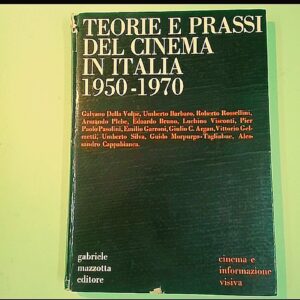 TEORIE E PRASSI
DEL CINEMA
IN ITALIA
1950-1970
Galvano Della Volpe, Umberto Barbaro, Roberto Rossellini,
Armando Plebe, Edoardo Bruno, Luchino Visconti, Pier
Paolo Pasolini, Emilio Garroni, Giulio C. Argan, Vittorio Gel-
metti, Umberto Silva, Guido Morpurgo-Tagliabue, Ales-
sandro Cappabianca.
gabriele
mazzotta
editore
cinema e
informazione
visiva